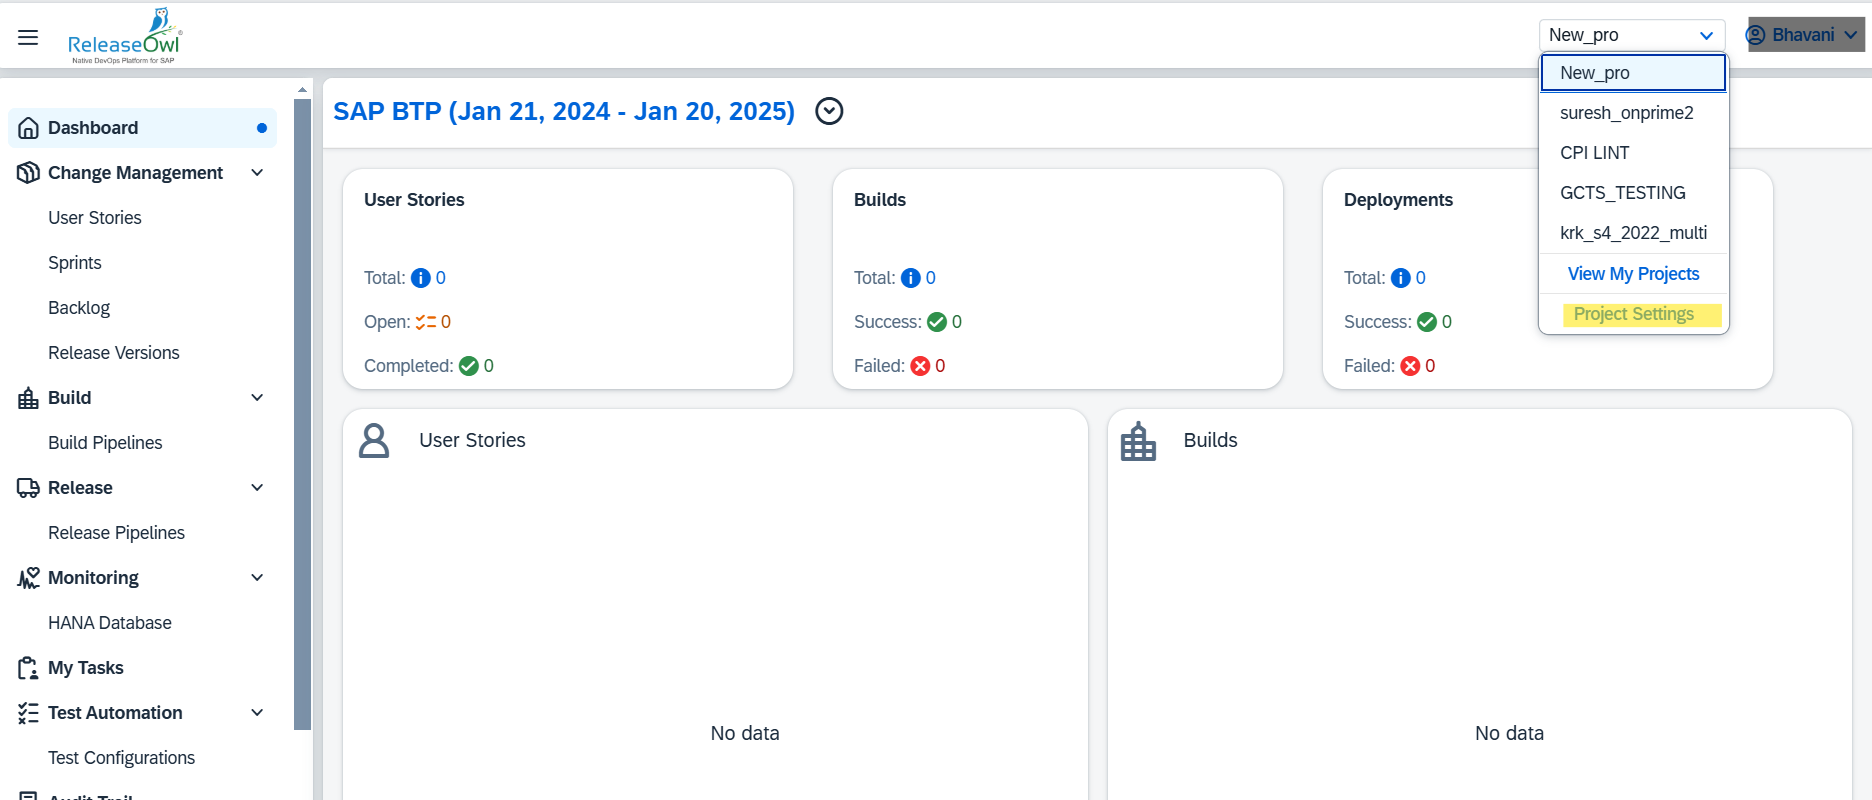 ReleaseOwl®
Native DevOps Platform for SAP
New_pro
Bhavani
New_pro
suresh_onprime2
CPI LINT
GCTS_TESTING
krk_s4_2022_multi
View My Projects
Project Settings
Dashboard
Change Management
User Stories
Sprints
Backlog
Release Versions
Build
Build Pipelines
Release
Release Pipelines
Monitoring
HANA Database
My Tasks
Test Automation
Test Configurations
Audit Trail
SAP BTP (Jan 21, 2024 - Jan 20, 2025)
User Stories
Total: 0
Open: 0
Completed: 0
Builds
Total: 0
Success: 0
Failed: 0
Deployments
Total: 0
Success: 0
Failed: 0
User Stories
No data
Builds
No data